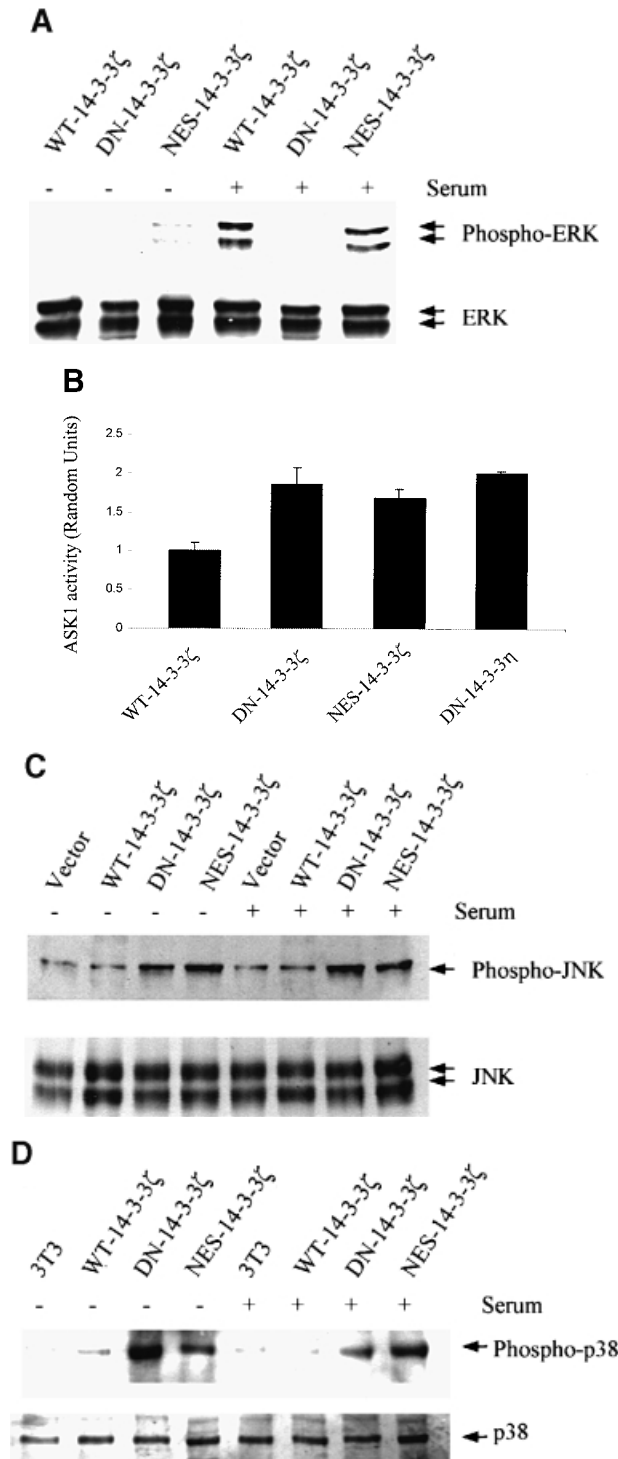 A
WT-14-3-3ζ DN-14-3-3ζ NES-14-3-3ζ WT-14-3-3ζ DN-14-3-3ζ NES-14-3-3ζ
- - - + + + Serum
Phospho-ERK
ERK
B
ASK1 activity (Random Units)
2.5
2
1.5
1
0.5
0
WT-14-3-3ζ DN-14-3-3ζ NES-14-3-3ζ DN-14-3-3η
C
Vector WT-14-3-3ζ DN-14-3-3ζ NES-14-3-3ζ Vector WT-14-3-3ζ DN-14-3-3ζ NES-14-3-3ζ
- - - - + + + + Serum
Phospho-JNK
JNK
D
3T3 WT-14-3-3ζ DN-14-3-3ζ NES-14-3-3ζ 3T3 WT-14-3-3ζ DN-14-3-3ζ NES-14-3-3ζ
- - - - + + + + Serum
Phospho-p38
p38